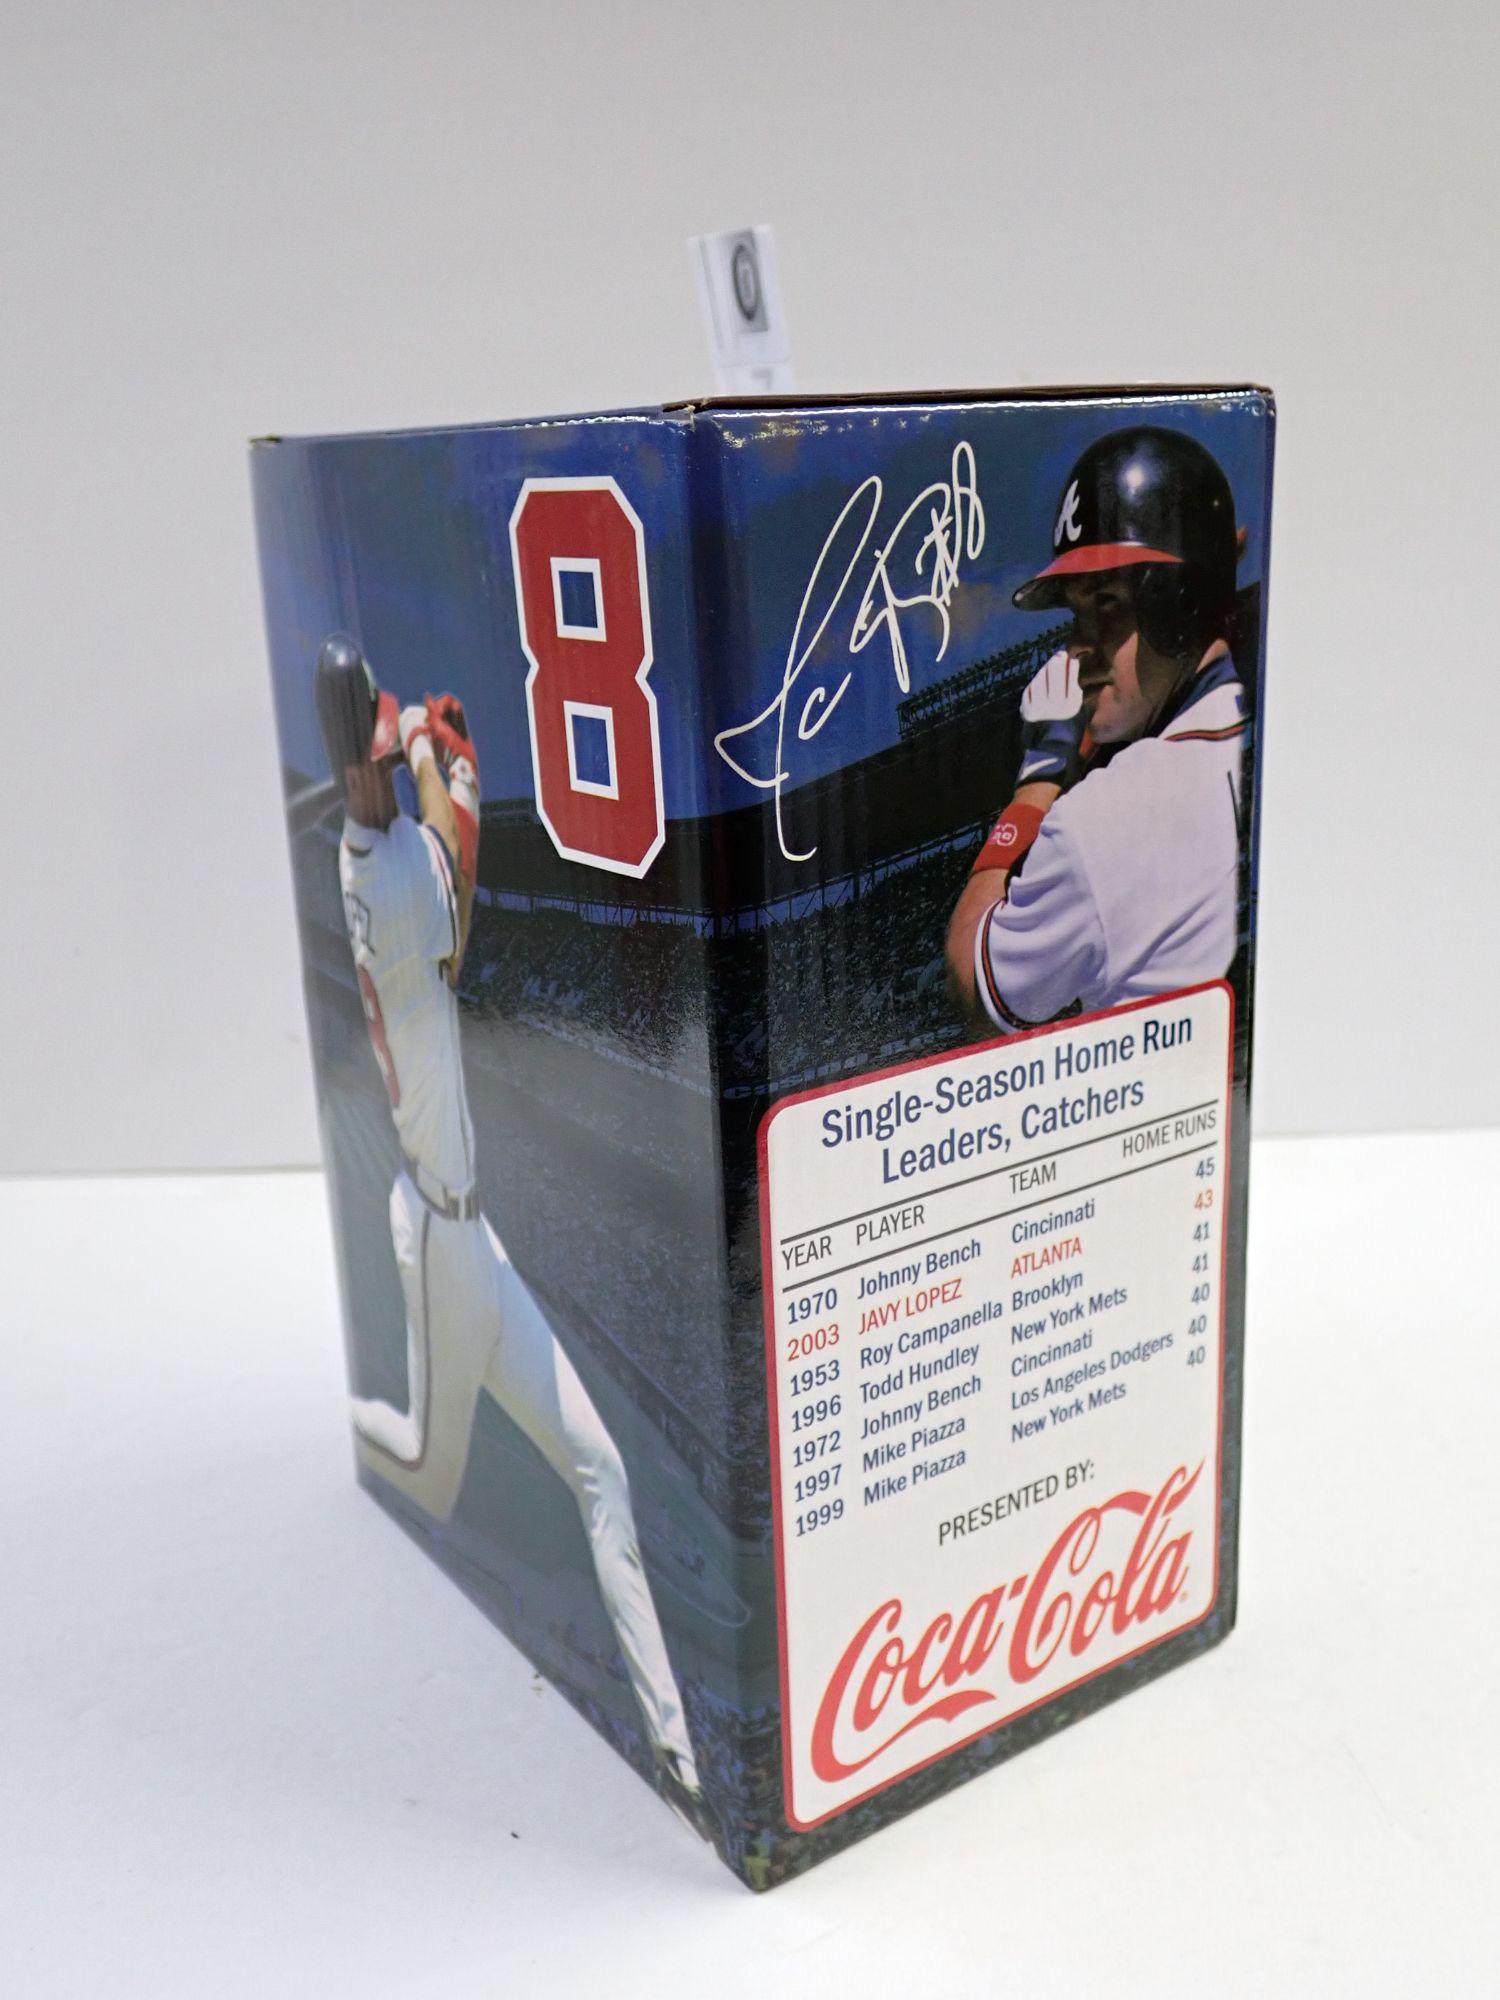 8
EZ
8
A
8
Single-Season Home Run
Leaders, Catchers
YEAR PLAYER TEAM HOME RUNS
1970 Johnny Bench Cincinnati 45
2003 JAVY LOPEZ ATLANTA 43
1953 Roy Campanella Brooklyn 41
1996 Todd Hundley New York Mets 41
1972 Johnny Bench Cincinnati 40
1997 Mike Piazza Los Angeles Dodgers 40
1999 Mike Piazza New York Mets 40
PRESENTED BY:
Coca-Cola